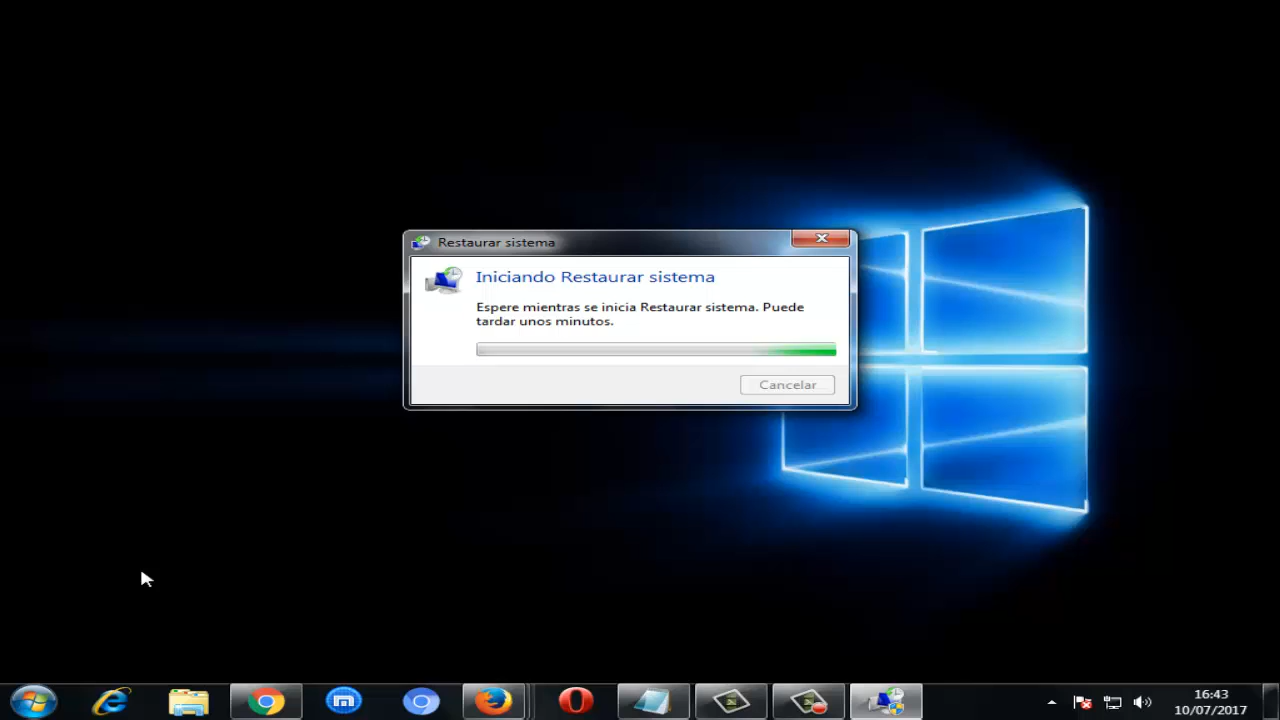 Restaurar sistema
Iniciando Restaurar sistema
Espere mientras se inicia Restaurar sistema. Puede
tardar unos minutos.
Cancelar
16:43
10/07/2017